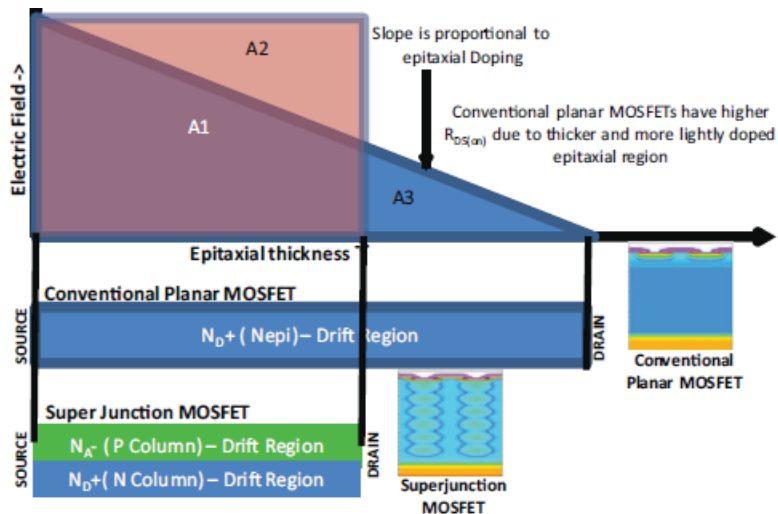 Electric Field ->
A2
A1
A3
Slope is proportional to
epitaxial Doping
Conventional planar MOSFETs have higher
RDS(on) due to thicker and more lightly doped
epitaxial region
Epitaxial thickness
Conventional Planar MOSFET
SOURCE
ND+ ( Nepi) – Drift Region
DRAIN
Conventional
Planar MOSFET
Super Junction MOSFET
SOURCE
NA- ( P Column) – Drift Region
ND+( N Column) – Drift Region
DRAIN
Superjunction
MOSFET